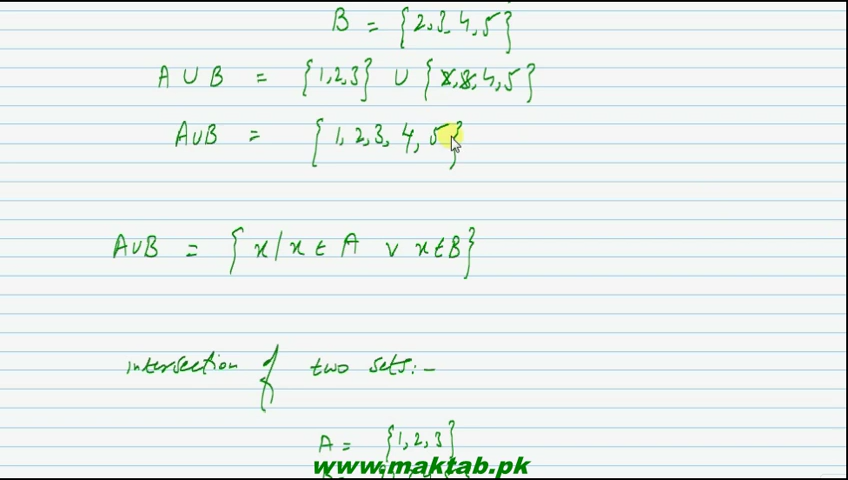 B = {2,3,4,5}
A ∪ B = {1,2,3} ∪ {2,3,4,5}
A∪B = {1,2,3,4,5}
A∪B = {x/x ∈ A ∨ x∈B}
intersection of two sets:-
A = {1,2,3}
www.maktab.pk